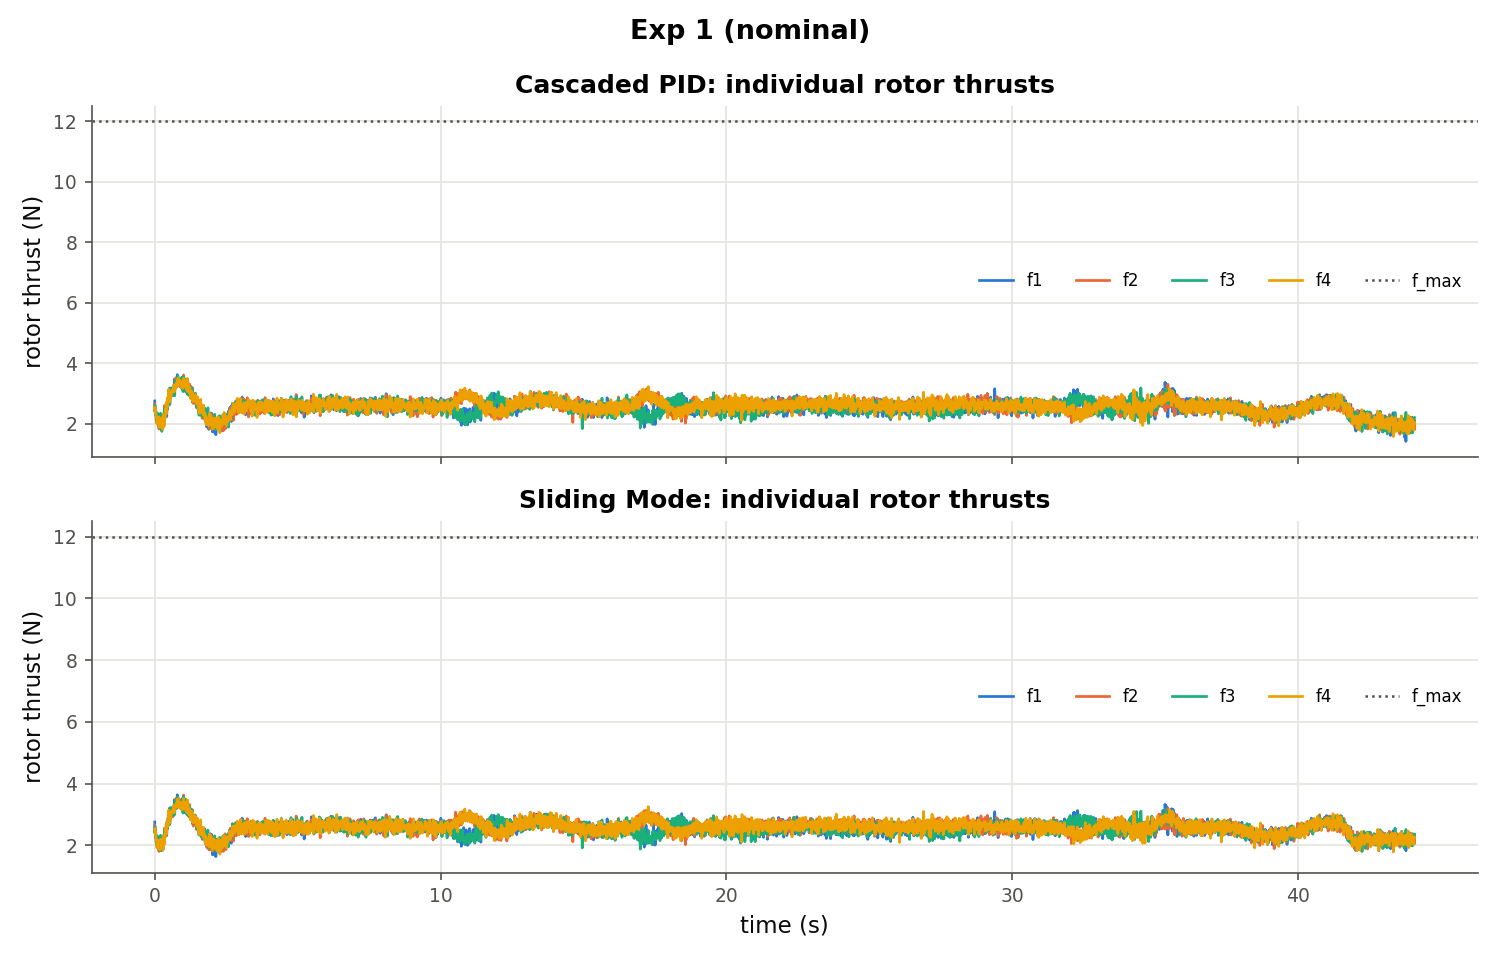 Exp 1 (nominal)
Cascaded PID: individual rotor thrusts
rotor thrust (N)
12
10
8
6
4
2
f1 f2 f3 f4 f_max
Sliding Mode: individual rotor thrusts
rotor thrust (N)
12
10
8
6
4
2
f1 f2 f3 f4 f_max
0 10 20 30 40
time (s)